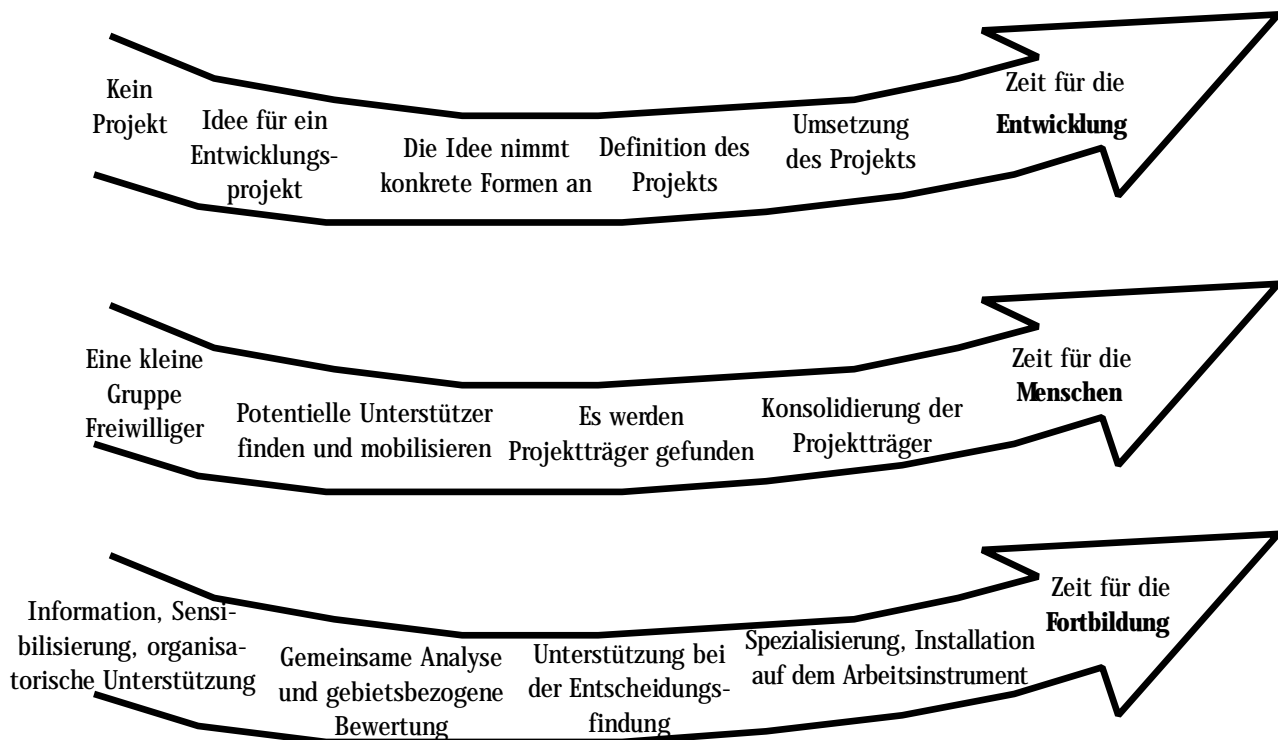 Kein
Projekt
Idee für ein
Entwicklungs-
projekt
Die Idee nimmt
konkrete Formen an
Definition des
Projekts
Umsetzung
des Projekts
Zeit für die
Entwicklung
Eine kleine
Gruppe
Freiwilliger
Potentielle Unterstützer
finden und mobilisieren
Es werden
Projektträger gefunden
Konsolidierung der
Projektträger
Zeit für die
Menschen
Information, Sensi-
bilisierung, organisa-
torische Unterstützung
Gemeinsame Analyse
und gebietsbezogene
Bewertung
Unterstützung bei
der Entscheidungs-
findung
Spezialisierung, Installation
auf dem Arbeitsinstrument
Zeit für die
Fortbildung